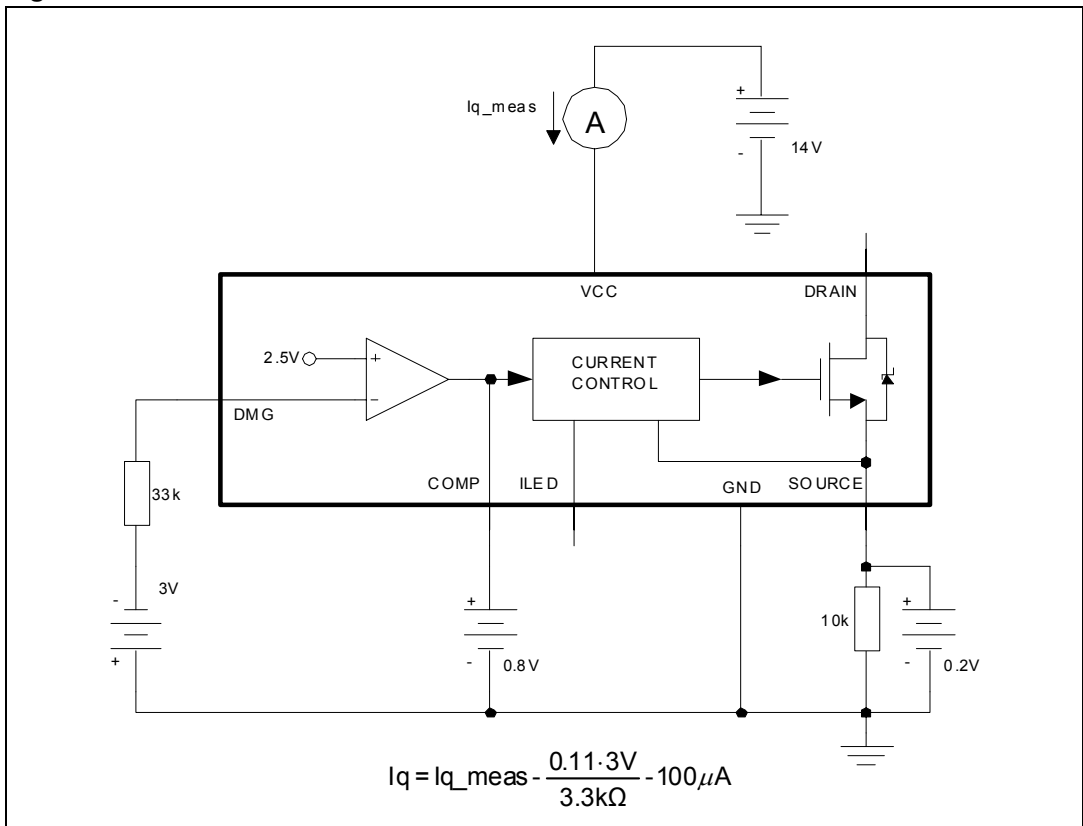 Iq_meas
A
+
-
14V
VCC
DRAIN
2.5V
+
-
CURRENT
CONTROL
DMG
COMP
ILED
GND
SOURCE
33k
3V
-
+
+
-
0.8V
10k
+
-
0.2V
Iq = Iq_meas - 0.11·3V / 3.3kΩ - 100µA